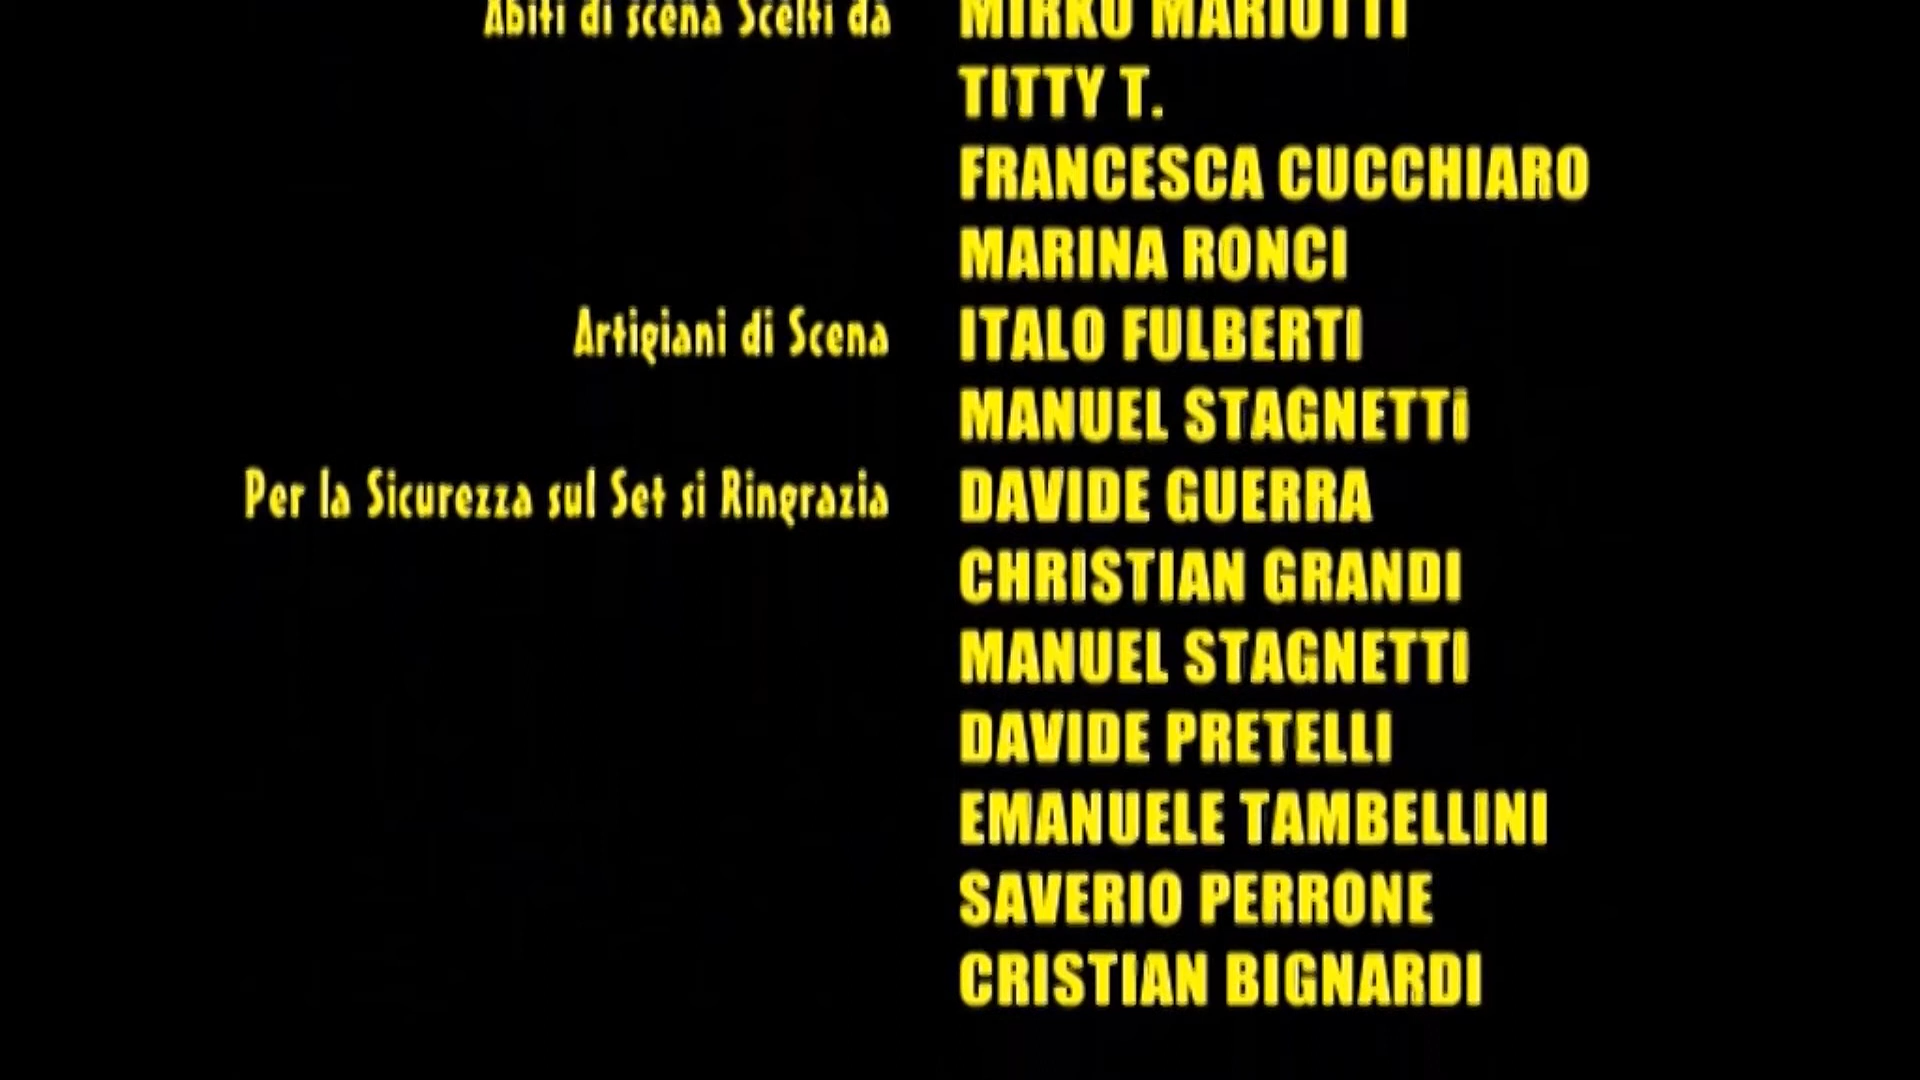 Abiti di scena Scelti da MIRKO MARIOTTI
TITTY T.
FRANCESCA CUCCHIARO
MARINA RONCI
Artigiani di Scena ITALO FULBERTI
MANUEL STAGNETTi
Per la Sicurezza sul Set si Ringrazia DAVIDE GUERRA
CHRISTIAN GRANDI
MANUEL STAGNETTI
DAVIDE PRETELLI
EMANUELE TAMBELLINI
SAVERIO PERRONE
CRISTIAN BIGNARDI